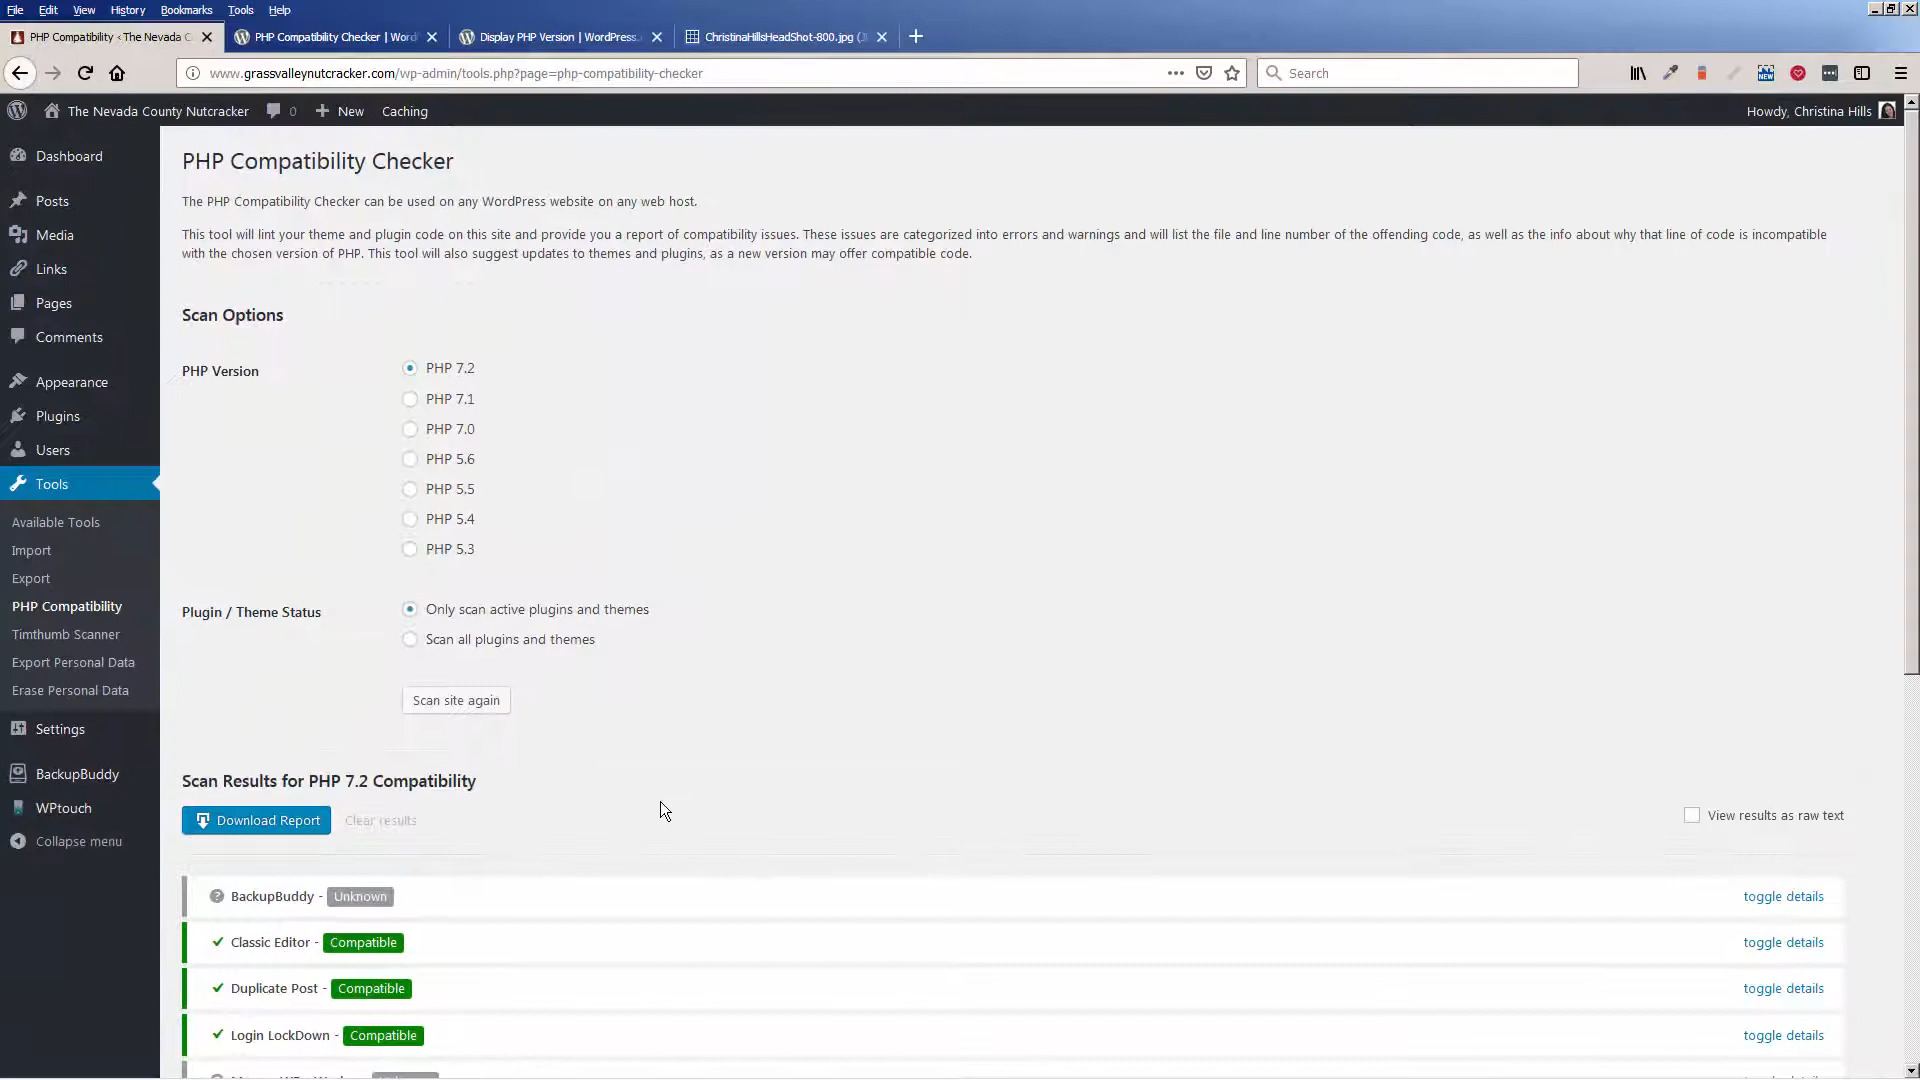 File Edit View History Bookmarks Tools Help
PHP Compatibility ‹ The Nevada C
PHP Compatibility Checker | Word
Display PHP Version | WordPress.
ChristinaHillsHeadShot-800.jpg (
www.grassvalleynutcracker.com/wp-admin/tools.php?page=php-compatibility-checker
Search
NEW
The Nevada County Nutcracker 0 New Caching
Howdy, Christina Hills
Dashboard
Posts
Media
Links
Pages
Comments
Appearance
Plugins
Users
Tools
Available Tools
Import
Export
PHP Compatibility
Timthumb Scanner
Export Personal Data
Erase Personal Data
Settings
BackupBuddy
WPtouch
Collapse menu
PHP Compatibility Checker
The PHP Compatibility Checker can be used on any WordPress website on any web host.
This tool will lint your theme and plugin code on this site and provide you a report of compatibility issues. These issues are categorized into errors and warnings and will list the file and line number of the offending code, as well as the info about why that line of code is incompatible
with the chosen version of PHP. This tool will also suggest updates to themes and plugins, as a new version may offer compatible code.
Scan Options
PHP Version
PHP 7.2
PHP 7.1
PHP 7.0
PHP 5.6
PHP 5.5
PHP 5.4
PHP 5.3
Plugin / Theme Status
Only scan active plugins and themes
Scan all plugins and themes
Scan site again
Scan Results for PHP 7.2 Compatibility
Download Report Clear results
View results as raw text
BackupBuddy - Unknown toggle details
Classic Editor - Compatible toggle details
Duplicate Post - Compatible toggle details
Login LockDown - Compatible toggle details